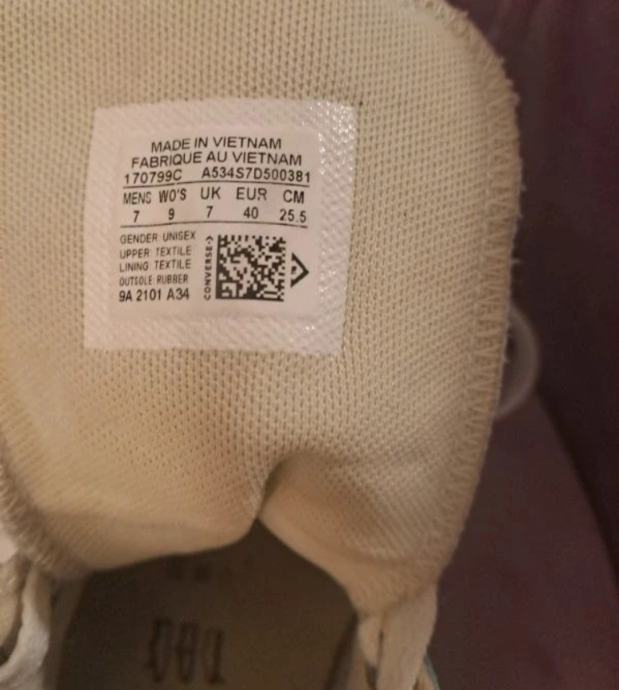 MADE IN VIETNAM
FABRIQUE AU VIETNAM
170799C A534S7D500381
MENS WO'S UK EUR CM
7 9 7 40 25.5
GENDER: UNISEX
UPPER: TEXTILE
LINING: TEXTILE
OUTSOLE: RUBBER
9A 2101 A34
CONVERSE